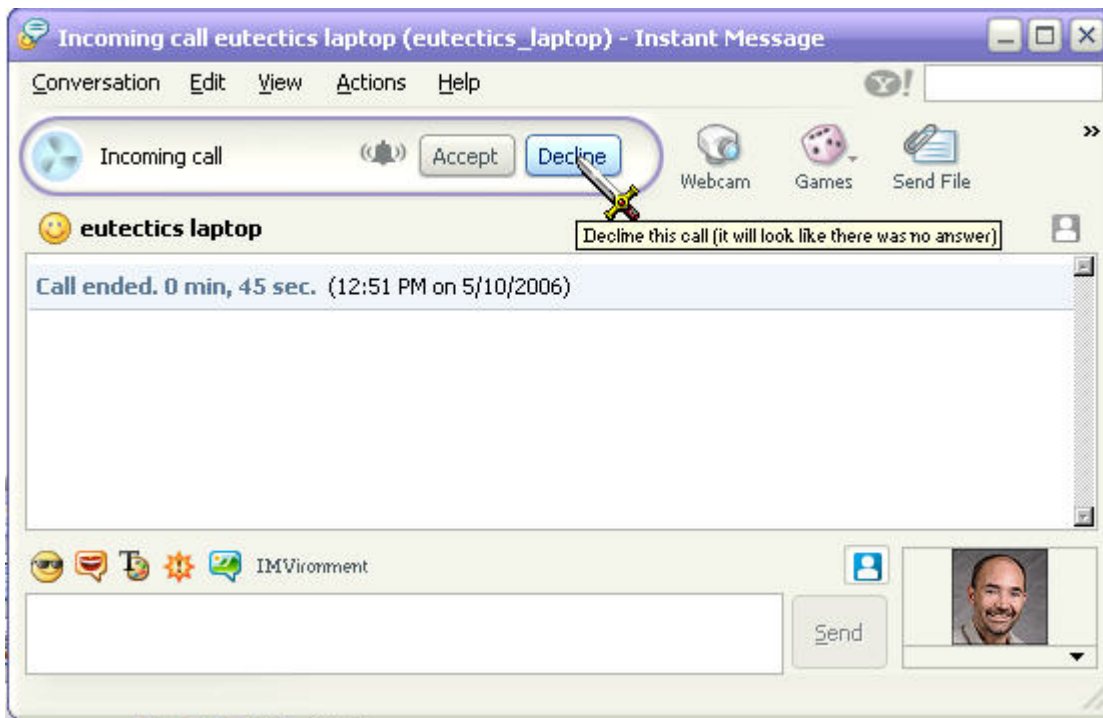 Incoming call eutectics laptop (eutectics_laptop) - Instant Message
Conversation Edit View Actions Help
Y!
Incoming call Accept Decline
Webcam Games Send File
»
Decline this call (it will look like there was no answer)
eutectics laptop
Call ended. 0 min, 45 sec. (12:51 PM on 5/10/2006)
IMVironment
Send